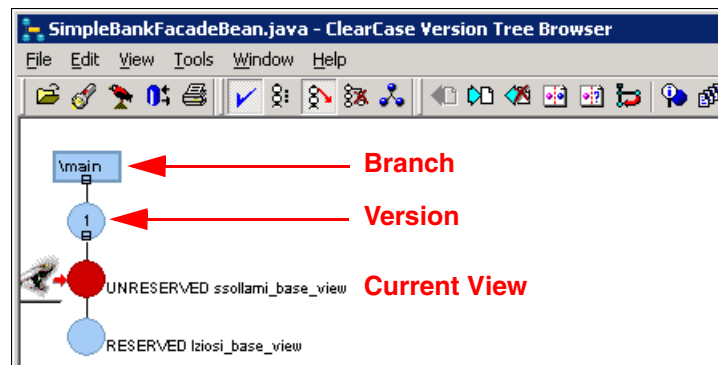 SimpleBankFacadeBean.java - ClearCase Version Tree Browser
File Edit View Tools Window Help
\main
Branch
1
Version
UNRESERVED ssollami_base_view
Current View
RESERVED lziosi_base_view